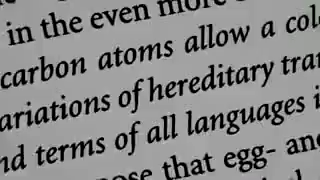 in the even more
carbon atoms allow a col
ariations of hereditary tra
nd terms of all languages i
ose that egg- an